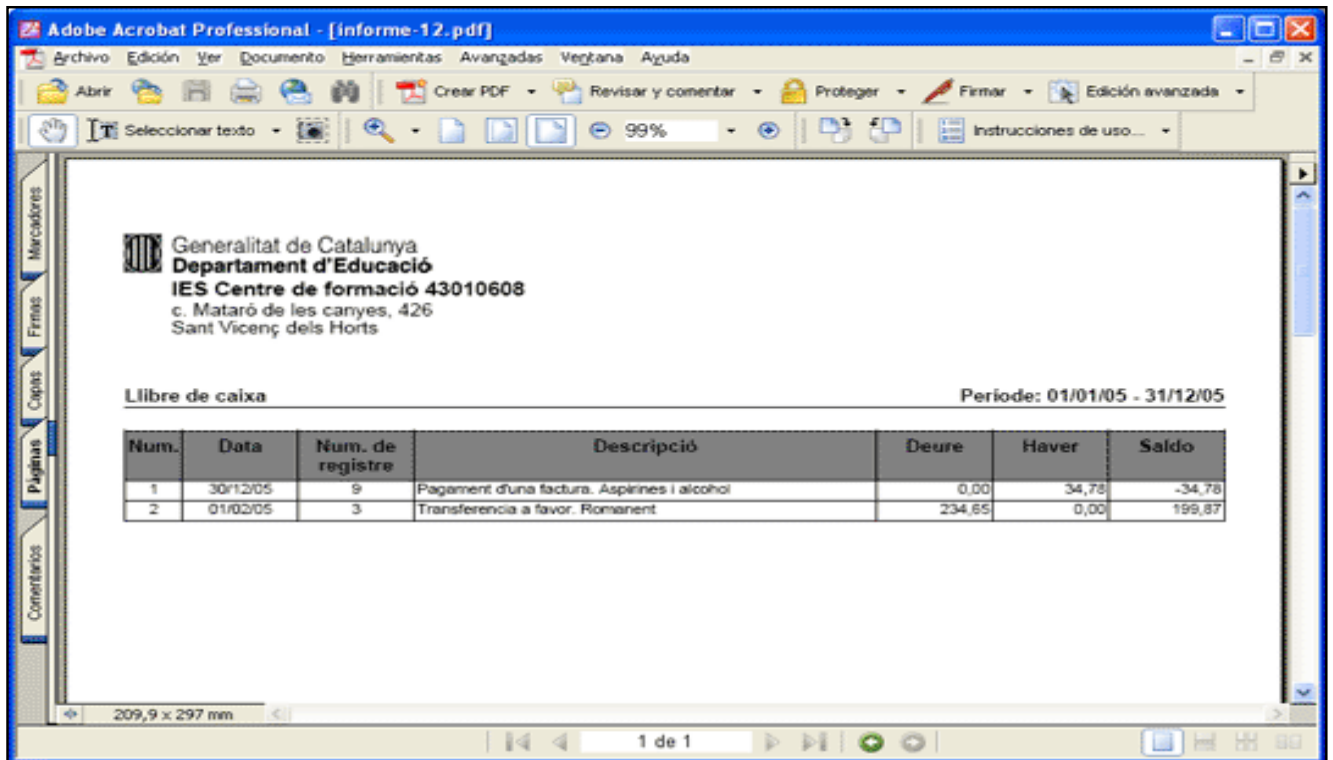 Adobe Acrobat Professional - [informe-12.pdf]
Archivo Edición Ver Documento Herramientas Avanzadas Ventana Ayuda
Abrir Crear PDF Revisar y comentar Proteger Firmar Edición avanzada
Seleccionar texto 99% Instrucciones de uso...
Marcadores
Firmas
Capas
Páginas
Comentarios
Generalitat de Catalunya
Departament d'Educació
IES Centre de formació 43010608
c. Mataró de les canyes, 426
Sant Vicenç dels Horts
Llibre de caixa Període: 01/01/05 - 31/12/05
Num. Data Num. de registre Descripció Deure Haver Saldo
1 30/12/05 9 Pagament d'una factura. Aspirines i alcohol 0,00 34,78 -34,78
2 01/02/05 3 Transferencia a favor. Romanent 234,65 0,00 199,87
209,9 x 297 mm
1 de 1